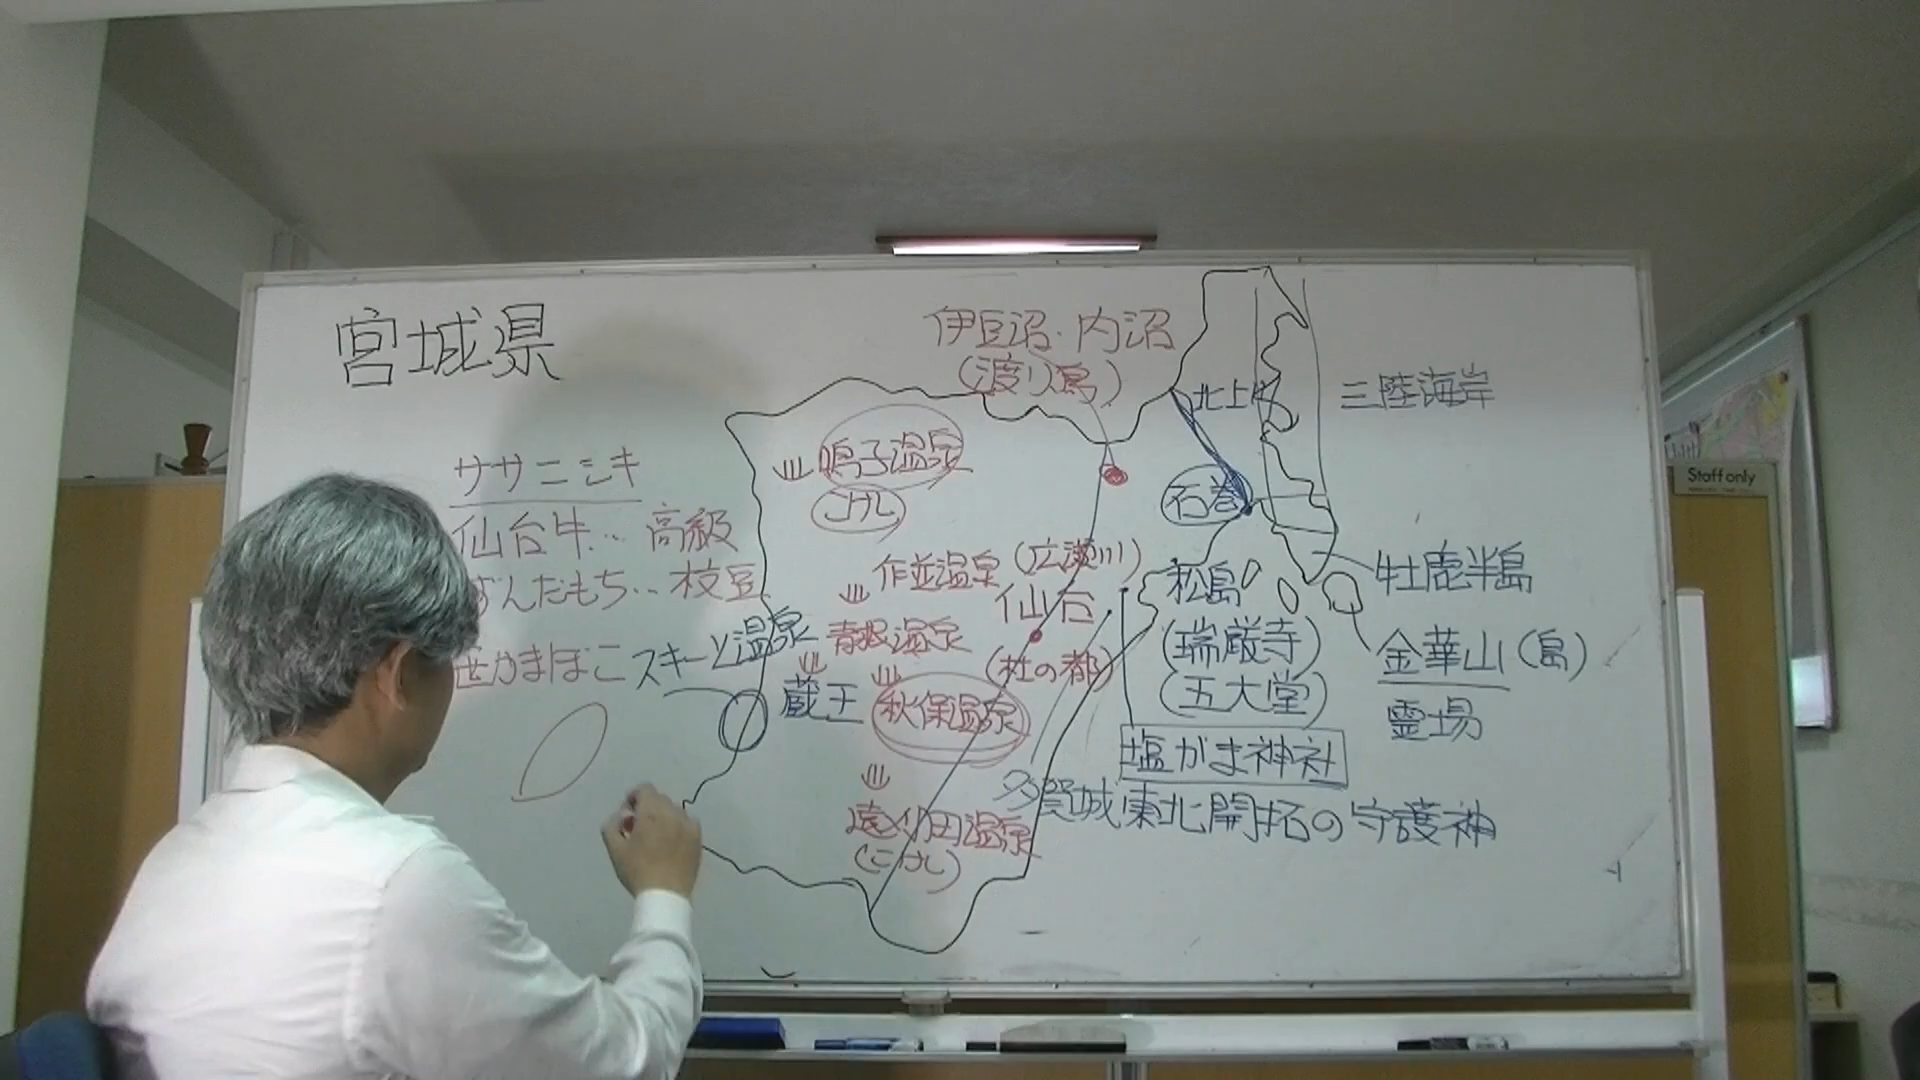 宮城県
伊豆沼・内沼
(渡り鳥)
北上
三陸海岸
鳴子温泉
こけし
ササニシキ
仙台牛…高級
ずんだもち…枝豆
笹かまぼこ
スキーと温泉
蔵王
石巻
作並温泉
(広瀬川)
仙台
(杜の都)
青根温泉
秋保温泉
遠刈田温泉
(こけし)
松島
(瑞厳寺)
(五大堂)
塩がま神社
多賀城
東北開拓の守護神
牡鹿半島
金華山(島)
霊場
Staff only